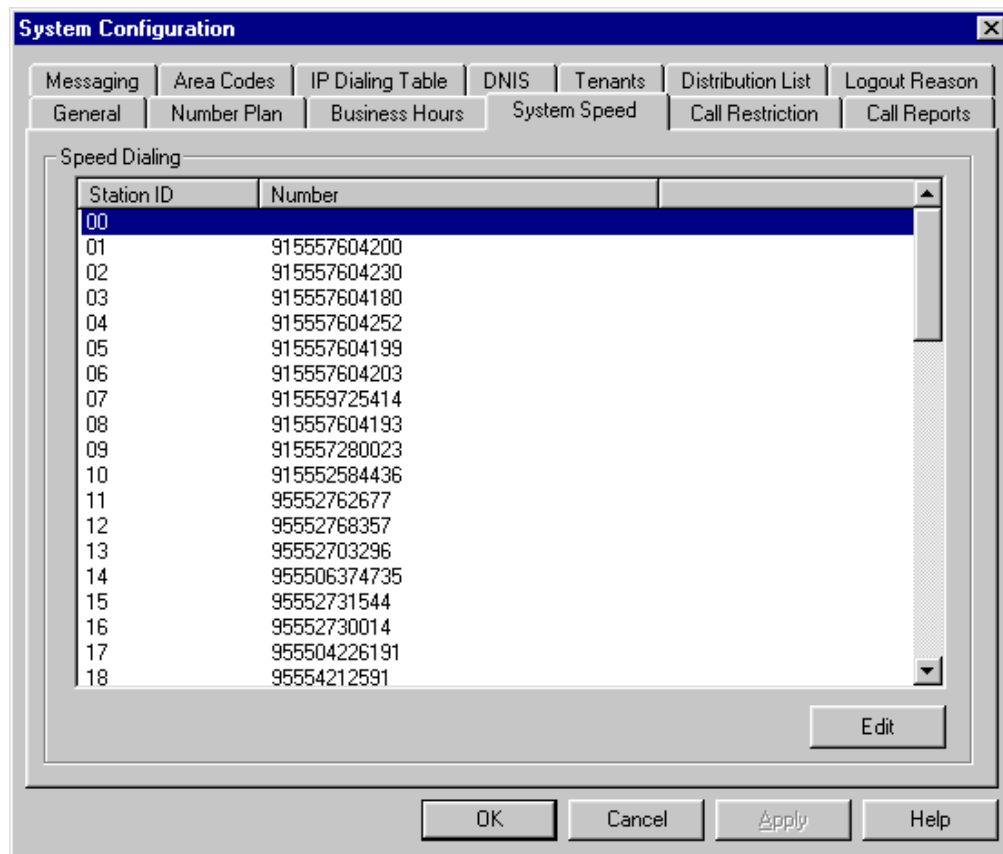 System Configuration
Messaging Area Codes IP Dialing Table DNIS Tenants Distribution List Logout Reason
General Number Plan Business Hours System Speed Call Restriction Call Reports
Speed Dialing
Station ID Number
00
01 915557604200
02 915557604230
03 915557604180
04 915557604252
05 915557604199
06 915557604203
07 915559725414
08 915557604193
09 915557280023
10 915552584436
11 95552762677
12 95552768357
13 95552703296
14 955506374735
15 95552731544
16 95552730014
17 955504226191
18 95554212591
Edit
OK Cancel Apply Help